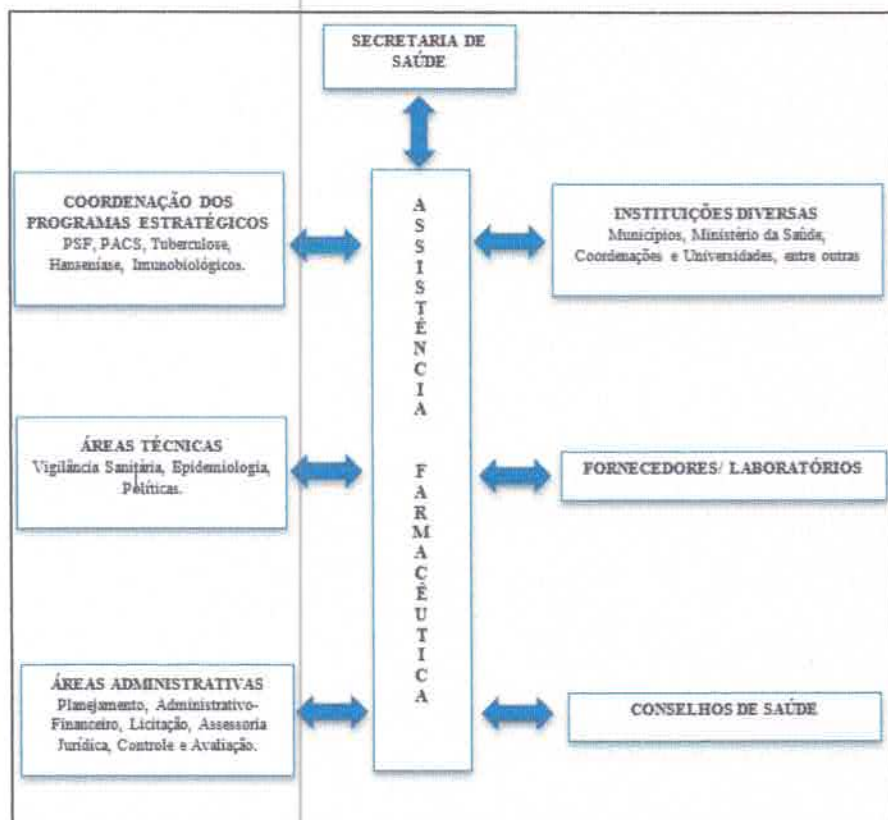 SECRETARIA DE
SAÚDE
COORDENAÇÃO DOS
PROGRAMAS ESTRATÉGICOS
PSF, PACS, Tuberculose,
Hanseníase, Imunobiológicos.
INSTITUIÇÕES DIVERSAS
Municípios, Ministério da Saúde,
Coordenações e Universidades, entre outras
ASSISTÊNCIA
FARMACÊUTICA
ÁREAS TÉCNICAS
Vigilância Sanitária, Epidemiologia,
Políticas.
FORNECEDORES/ LABORATÓRIOS
ÁREAS ADMINISTRATIVAS
Planejamento, Administrativo-
Financeiro, Licitação, Assessoria
Jurídica, Controle e Avaliação.
CONSELHOS DE SAÚDE